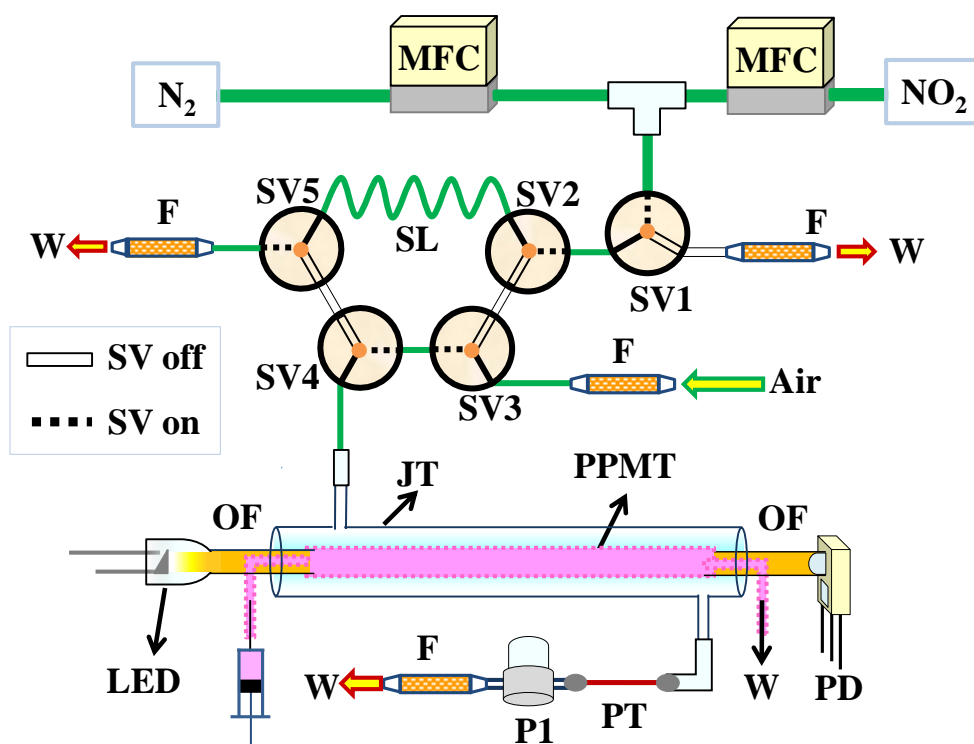 MFC
MFC
N2
NO2
SV5
SV2
F
F
W
SL
W
SV1
SV off
F
SV4
SV3
Air
SV on
JT
PPMT
OF
OF
LED
F
W
W
PD
P1
PT